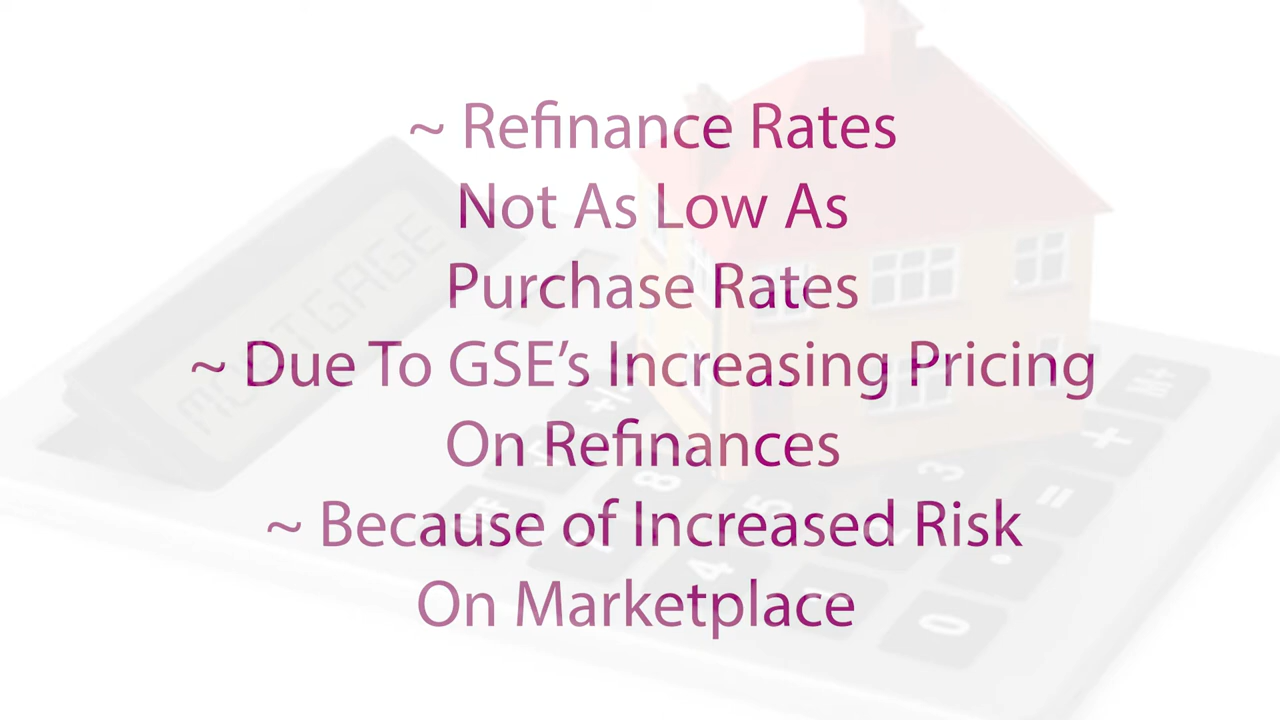 ~ Refinance Rates
Not As Low As
Purchase Rates
~ Due To GSE’s Increasing Pricing
On Refinances
~ Because of Increased Risk
On Marketplace
MORTGAGE